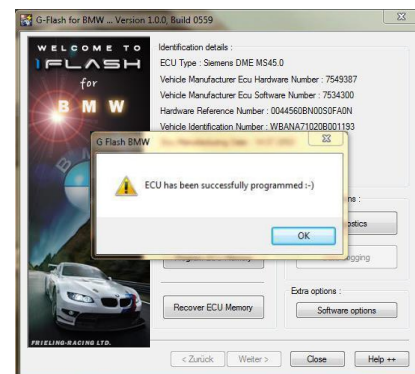 G-Flash for BMW ... Version 1.0.0, Build 0559
WELCOME TO
iFLASH
for
BMW
FRIELING-RACING LTD.
Identification details :
ECU Type : Siemens DME MS45.0
Vehicle Manufacturer Ecu Hardware Number : 7549387
Vehicle Manufacturer Ecu Software Number : 7534300
Hardware Reference Number : 0044560BN00S0FA0N
Vehicle Identification Number : WBANA71020B001193
G Flash BMW
ECU has been successfully programmed :-)
OK
Recover ECU Memory
Extra options :
Software options
< Zurück
Weiter >
Close
Help ++